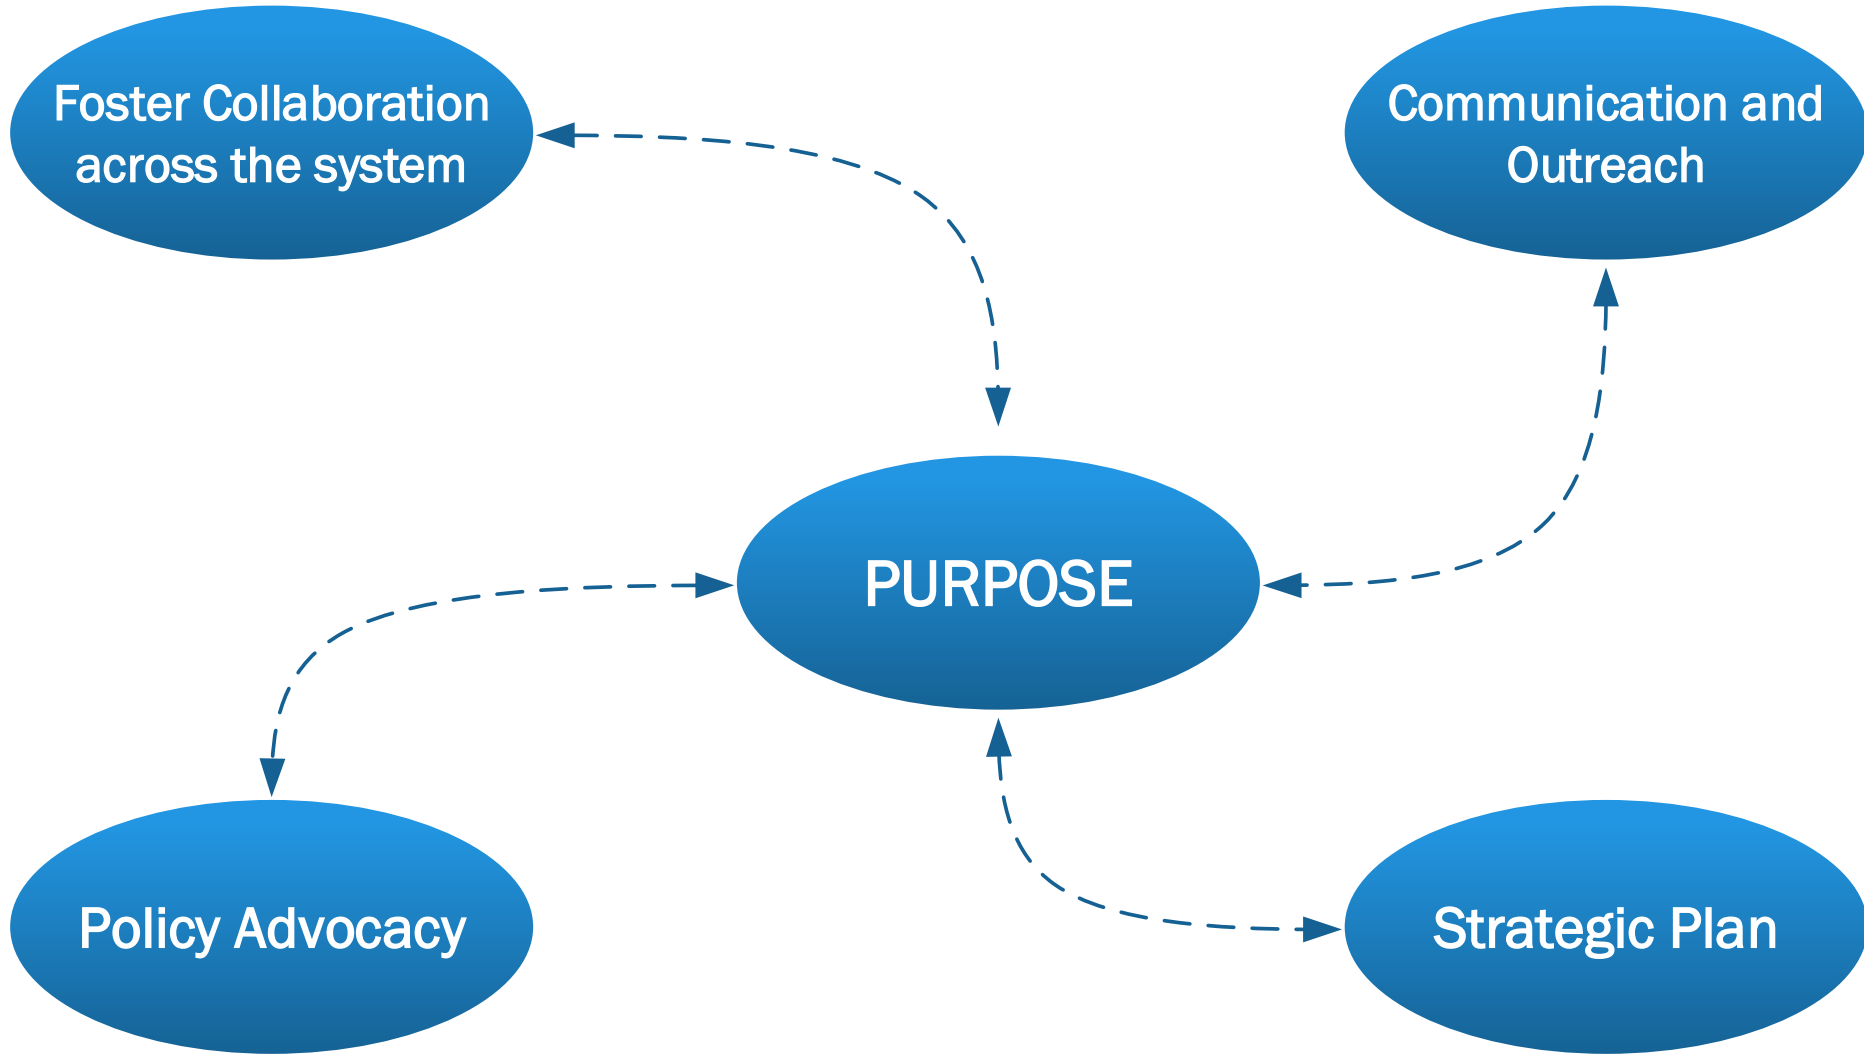 Foster Collaboration
across the system
Communication and
Outreach
PURPOSE
Policy Advocacy
Strategic Plan